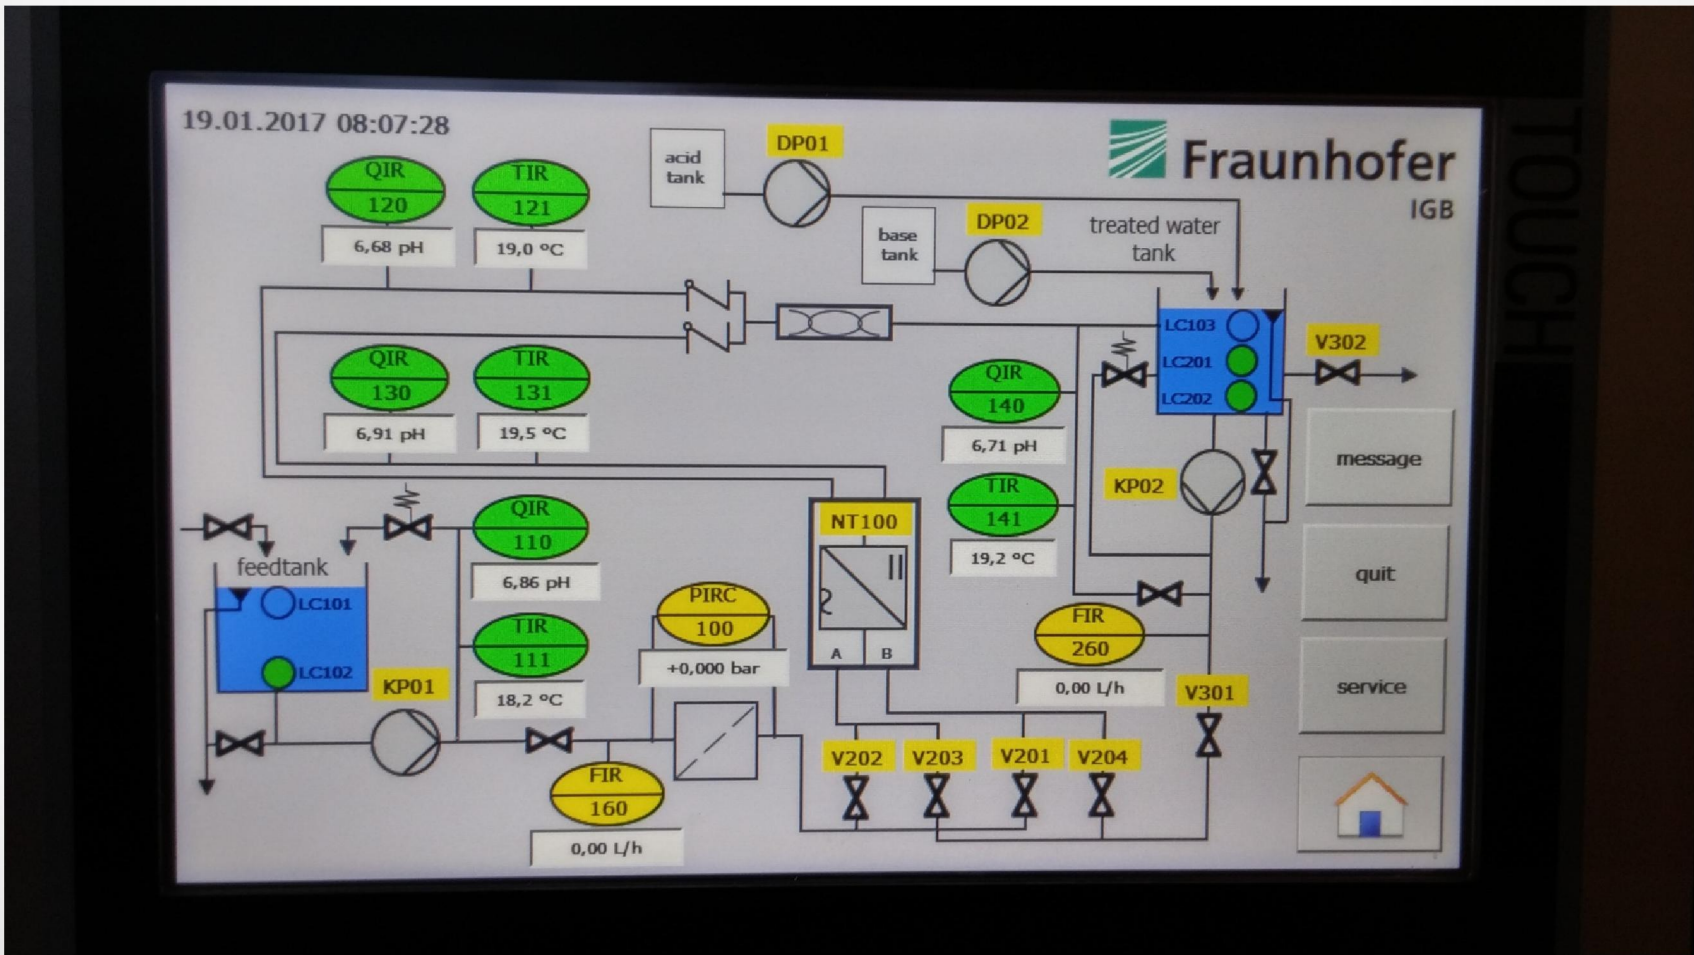 19.01.2017 08:07:28
QIR
120
6,68 pH
TIR
121
19,0 °C
acid
tank
DP01
Fraunhofer
IGB
base
tank
DP02
treated water
tank
QIR
130
6,91 pH
TIR
131
19,5 °C
LC103
LC201
LC202
V302
QIR
140
6,71 pH
TIR
141
19,2 °C
KP02
message
quit
service
feedtank
LC101
LC102
QIR
110
6,86 pH
TIR
111
18,2 °C
KP01
PIRC
100
+0,000 bar
NT100
A
B
FIR
260
0,00 L/h
V301
FIR
160
0,00 L/h
V202
V203
V201
V204
TOUCH